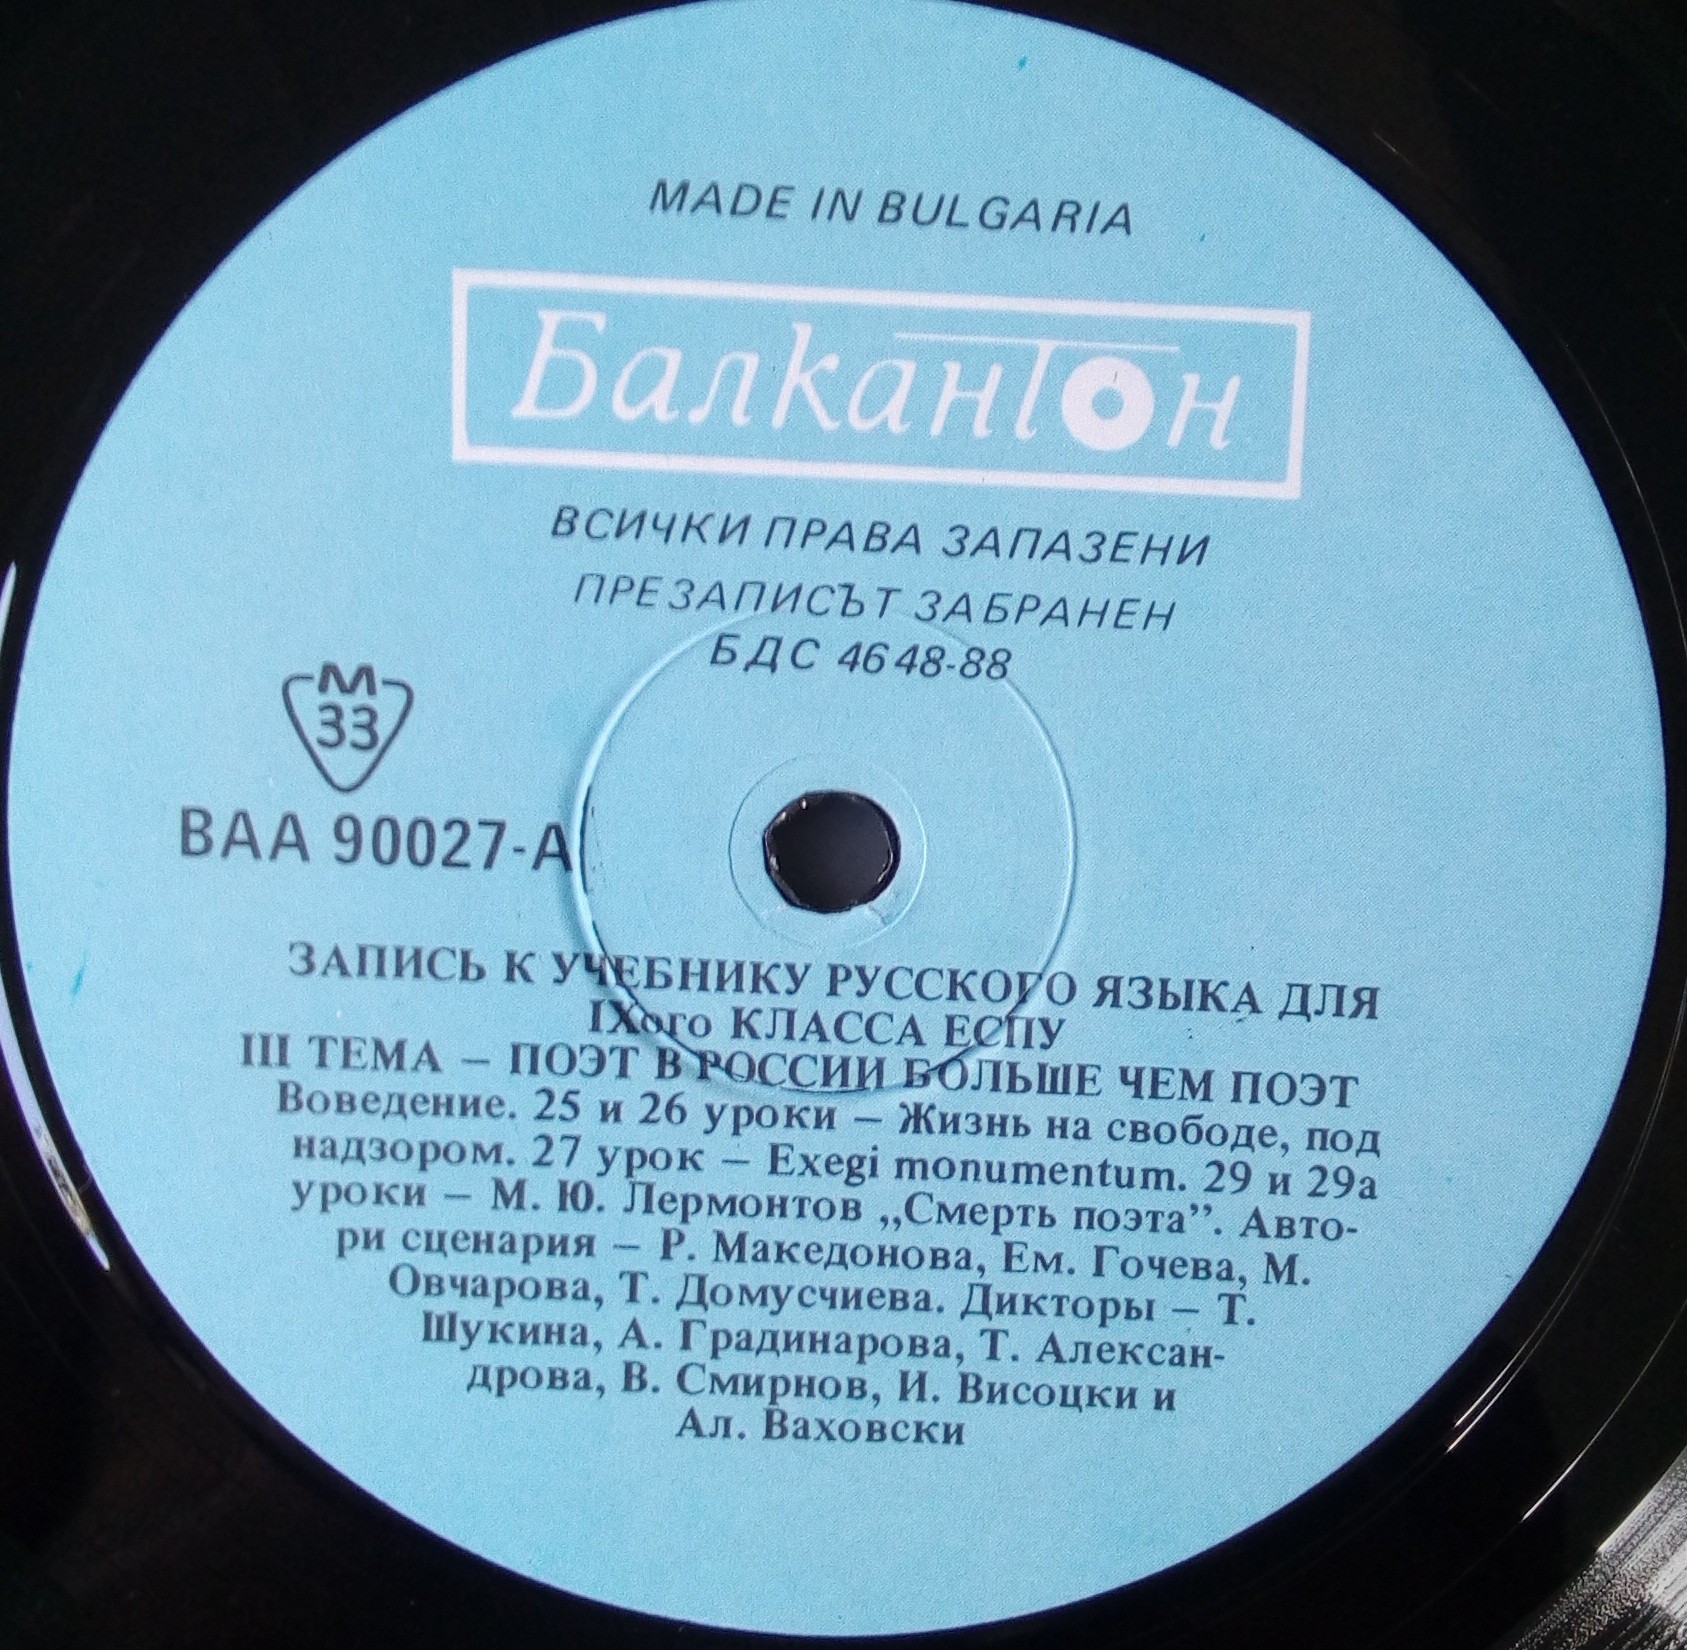 MADE IN BULGARIA
Балкантон
ВСИЧКИ ПРАВА ЗАПАЗЕНИ
ПРЕЗАПИСЪТ ЗАБРАНЕН
БДС 4648-88
М
33
ВАА 90027-А
ЗАПИСЬ К УЧЕБНИКУ РУССКОГО ЯЗЫКА ДЛЯ
IХого КЛАССА ЕСПУ
III ТЕМА – ПОЭТ В РОССИИ БОЛЬШЕ ЧЕМ ПОЭТ
Воведение. 25 и 26 уроки – Жизнь на свободе, под
надзором. 27 урок – Exegi monumentum. 29 и 29а
уроки – М. Ю. Лермонтов „Смерть поэта”. Авто-
ри сценария – Р. Македонова, Ем. Гочева, М.
Овчарова, Т. Домусчиева. Дикторы – Т.
Шукина, А. Градинарова, Т. Алексан-
дрова, В. Смирнов, И. Висоцки и
Ал. Ваховски